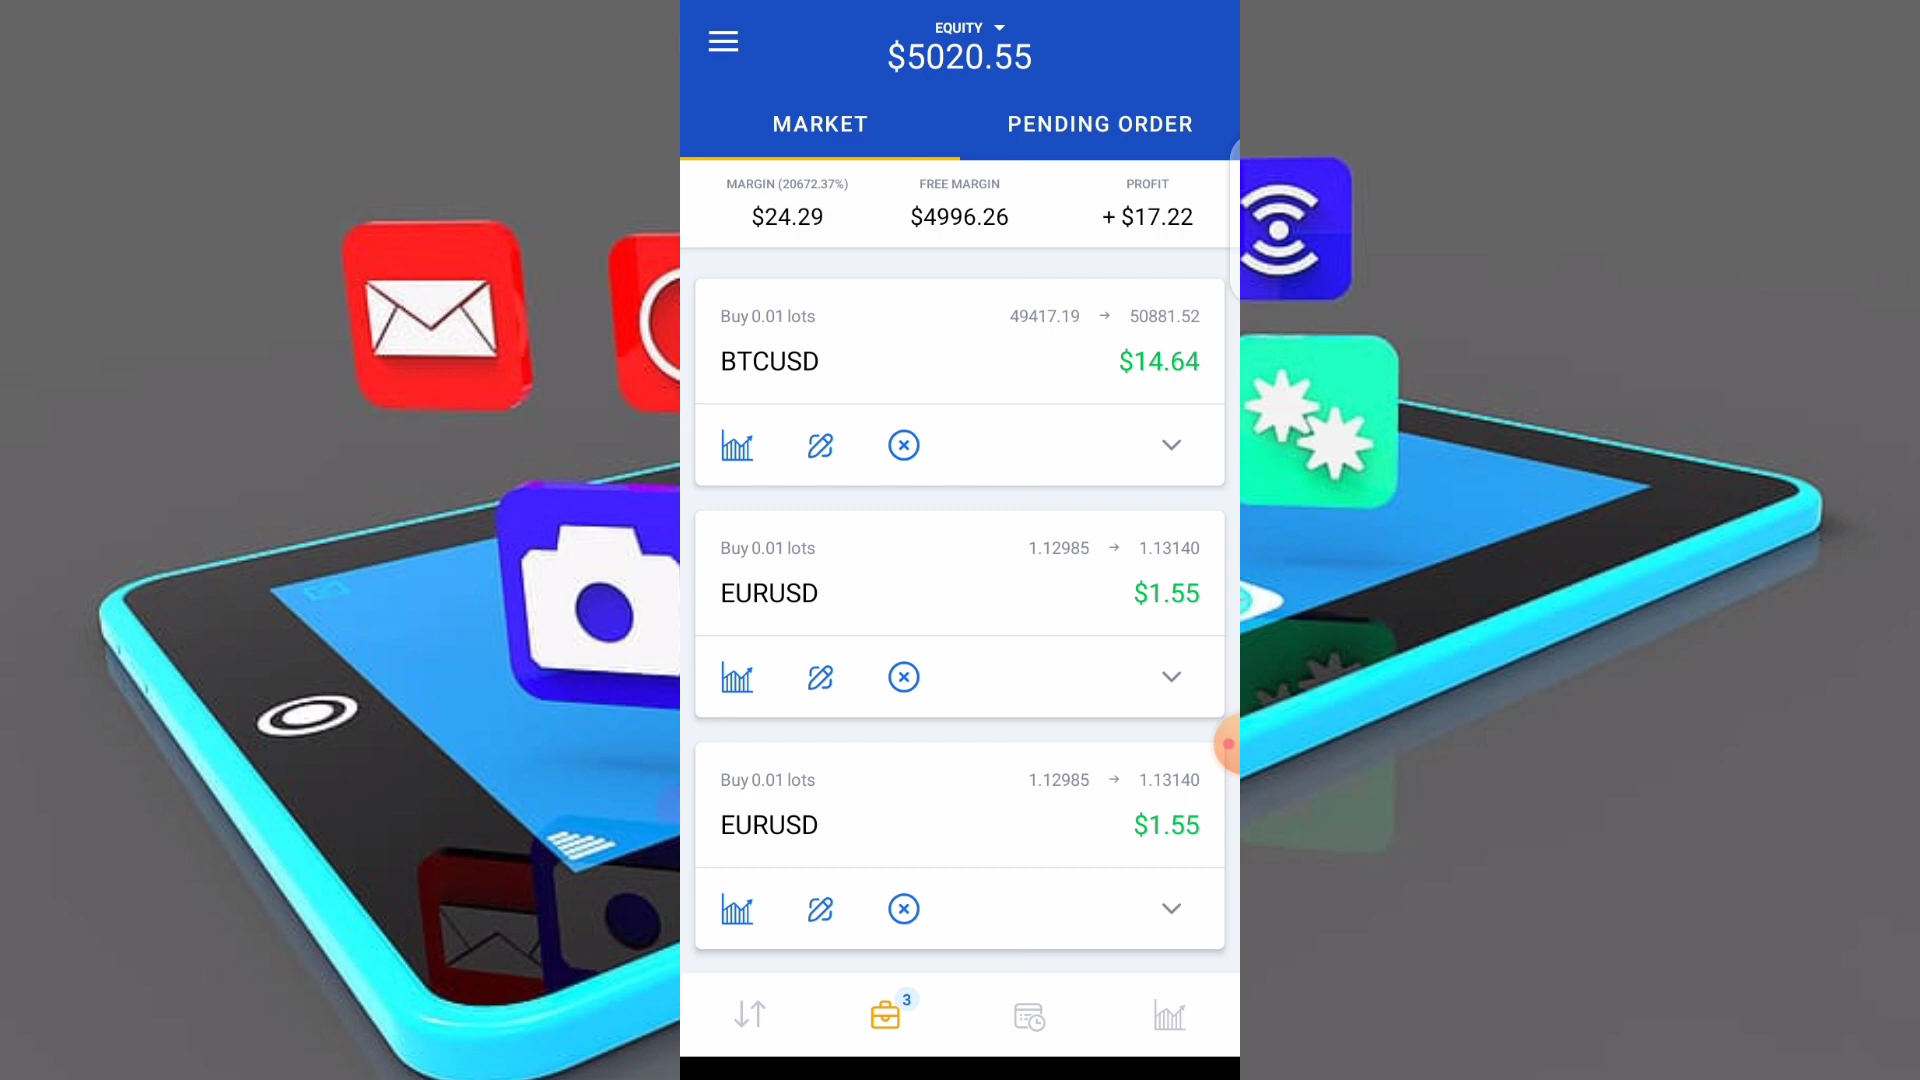 EQUITY
$5020.55
MARKET PENDING ORDER
MARGIN (20672.37%) FREE MARGIN PROFIT
$24.29 $4996.26 + $17.22
Buy 0.01 lots 49417.19 → 50881.52
BTCUSD $14.64
Buy 0.01 lots 1.12985 → 1.13140
EURUSD $1.55
Buy 0.01 lots 1.12985 → 1.13140
EURUSD $1.55
3